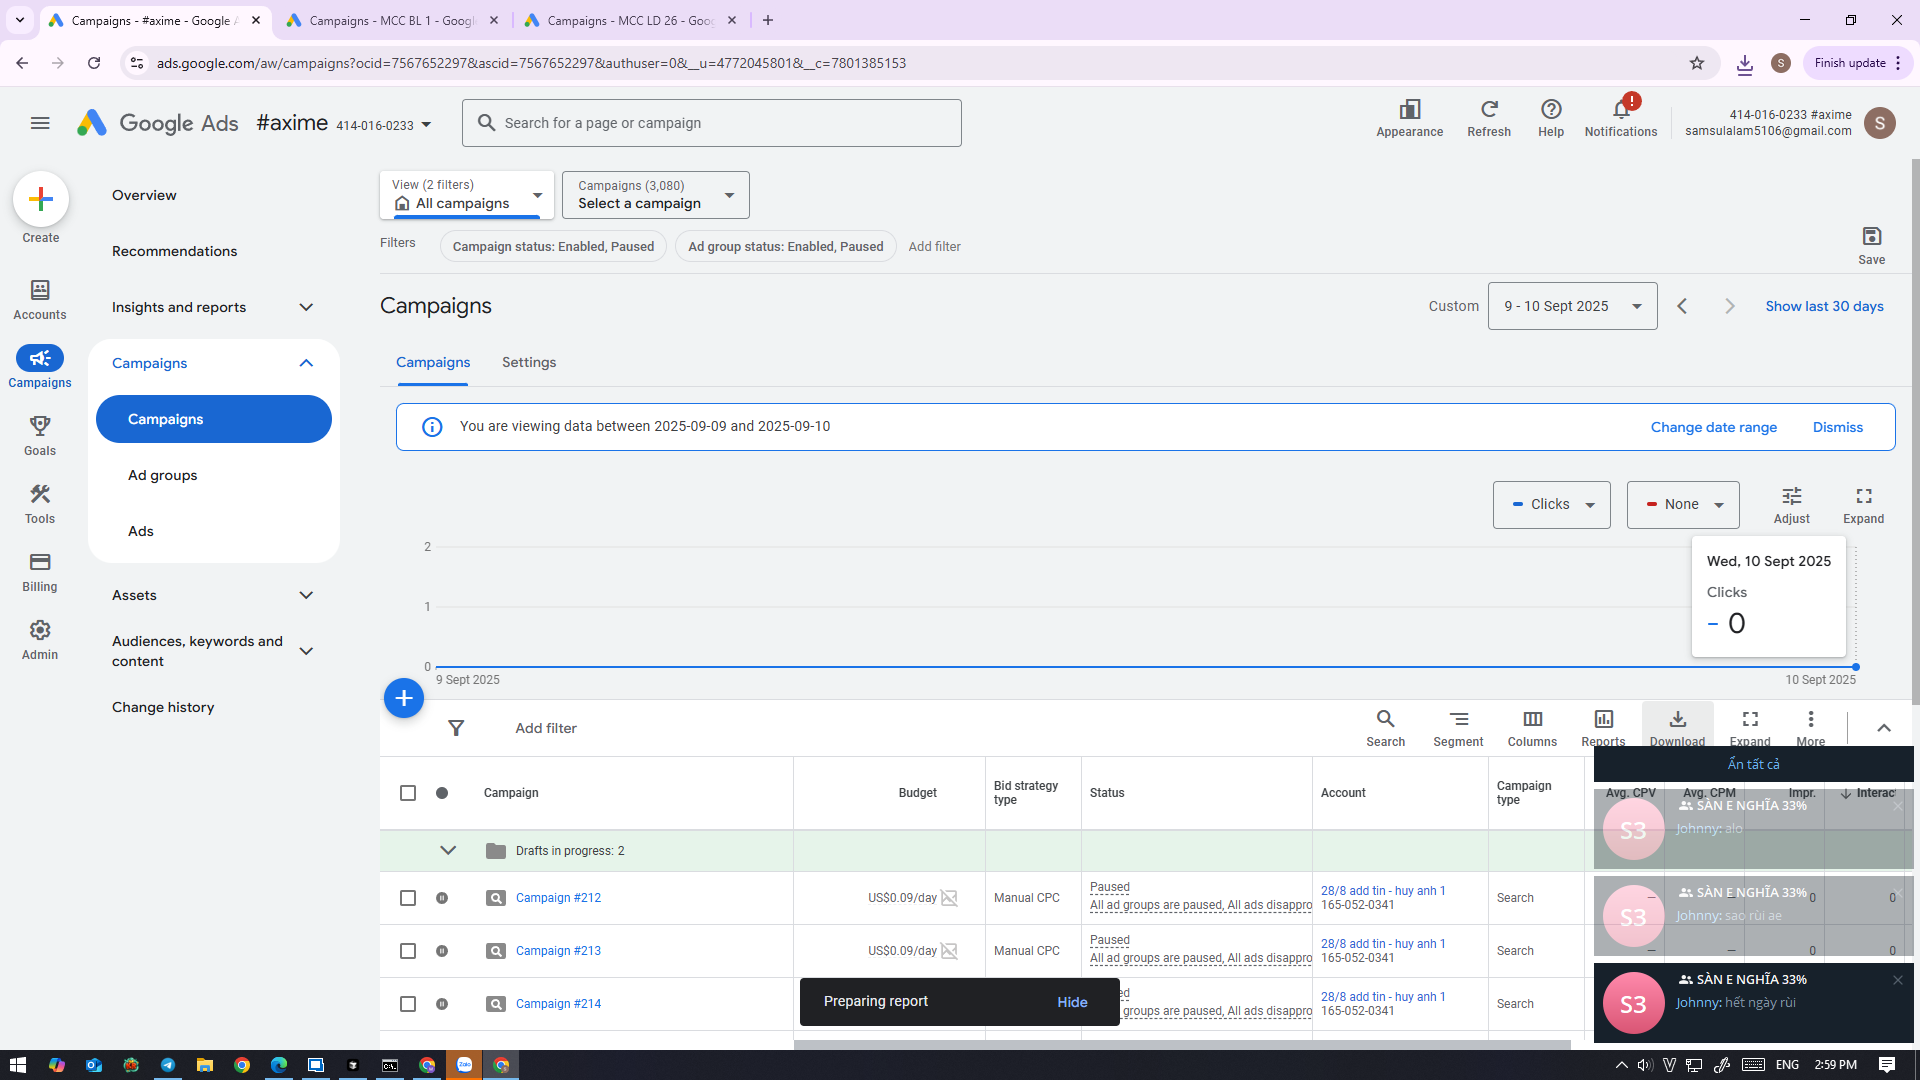 Campaigns - #axime - Google A
Campaigns - MCC BL 1 - Googl
Campaigns - MCC LD 26 - Goo
ads.google.com/aw/campaigns?ocid=7567652297&ascid=7567652297&authuser=0&__u=4772045801&__c=7801385153
S
Finish update
Google Ads
#axime 414-016-0233
Search for a page or campaign
Appearance
Refresh
Help
!
Notifications
414-016-0233 #axime
samsulalam5106@gmail.com
S
Create
Accounts
Campaigns
Goals
Tools
Billing
Admin
Overview
Recommendations
Insights and reports
Campaigns
Campaigns
Ad groups
Ads
Assets
Audiences, keywords and
content
Change history
View (2 filters)
All campaigns
Campaigns (3,080)
Select a campaign
Filters
Campaign status: Enabled, Paused
Ad group status: Enabled, Paused
Add filter
Save
Campaigns
Custom
9 - 10 Sept 2025
Show last 30 days
Campaigns
Settings
You are viewing data between 2025-09-09 and 2025-09-10
Change date range
Dismiss
Clicks
None
Adjust
Expand
2
1
0
9 Sept 2025
10 Sept 2025
Wed, 10 Sept 2025
Clicks
0
Add filter
Search
Segment
Columns
Reports
Download
Expand
More
Campaign
Budget
Bid strategy
type
Status
Account
Campaign
type
Avg. CPV
Avg. CPM
Impr.
Interac
Drafts in progress: 2
Campaign #212
US$0.09/day
Manual CPC
Paused
All ad groups are paused, All ads disappro
28/8 add tin - huy anh 1
165-052-0341
Search
—
—
0
0
Campaign #213
US$0.09/day
Manual CPC
Paused
All ad groups are paused, All ads disappro
28/8 add tin - huy anh 1
165-052-0341
Search
—
—
0
0
Campaign #214
ed
groups are paused, All ads disappro
28/8 add tin - huy anh 1
165-052-0341
Search
Preparing report
Hide
Ẩn tất cả
S3
SÀN E NGHĨA 33%
Johnny: alo
S3
SÀN E NGHĨA 33%
Johnny: sao rùi ae
S3
SÀN E NGHĨA 33%
Johnny: hết ngày rùi
Zalo
ENG
2:59 PM